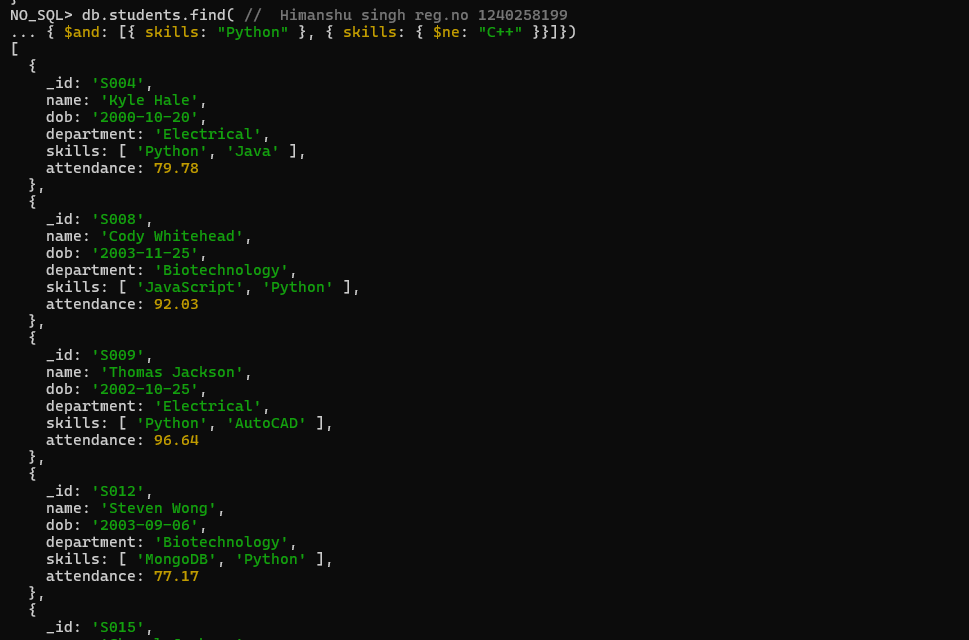 }
NO_SQL> db.students.find( //  Himanshu singh reg.no 1240258199
... { $and: [{ skills: "Python" }, { skills: { $ne: "C++" }}]})
[
  {
    _id: 'S004',
    name: 'Kyle Hale',
    dob: '2000-10-20',
    department: 'Electrical',
    skills: [ 'Python', 'Java' ],
    attendance: 79.78
  },
  {
    _id: 'S008',
    name: 'Cody Whitehead',
    dob: '2003-11-25',
    department: 'Biotechnology',
    skills: [ 'JavaScript', 'Python' ],
    attendance: 92.03
  },
  {
    _id: 'S009',
    name: 'Thomas Jackson',
    dob: '2002-10-25',
    department: 'Electrical',
    skills: [ 'Python', 'AutoCAD' ],
    attendance: 96.64
  },
  {
    _id: 'S012',
    name: 'Steven Wong',
    dob: '2003-09-06',
    department: 'Biotechnology',
    skills: [ 'MongoDB', 'Python' ],
    attendance: 77.17
  },
  {
    _id: 'S015',